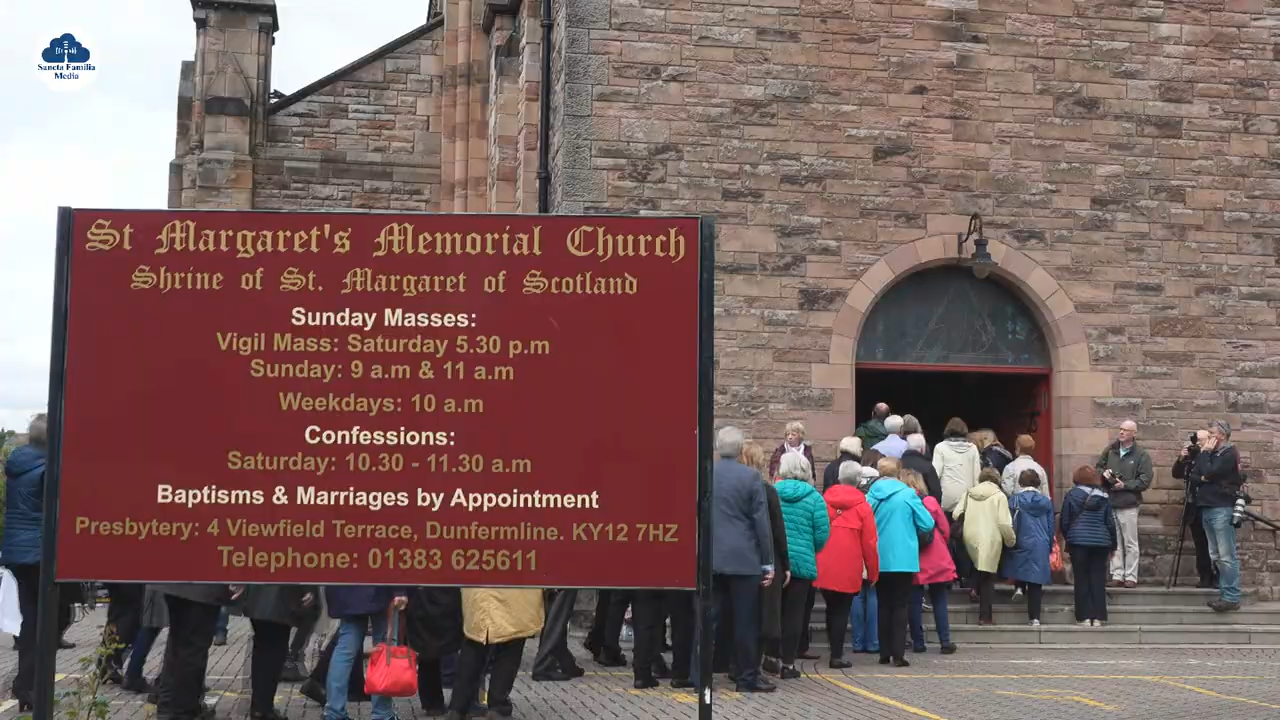 Sancta Familia
Media
St Margaret's Memorial Church
Shrine of St. Margaret of Scotland
Sunday Masses:
Vigil Mass: Saturday 5.30 p.m
Sunday: 9 a.m & 11 a.m
Weekdays: 10 a.m
Confessions:
Saturday: 10.30 - 11.30 a.m
Baptisms & Marriages by Appointment
Presbytery: 4 Viewfield Terrace, Dunfermline. KY12 7HZ
Telephone: 01383 625611